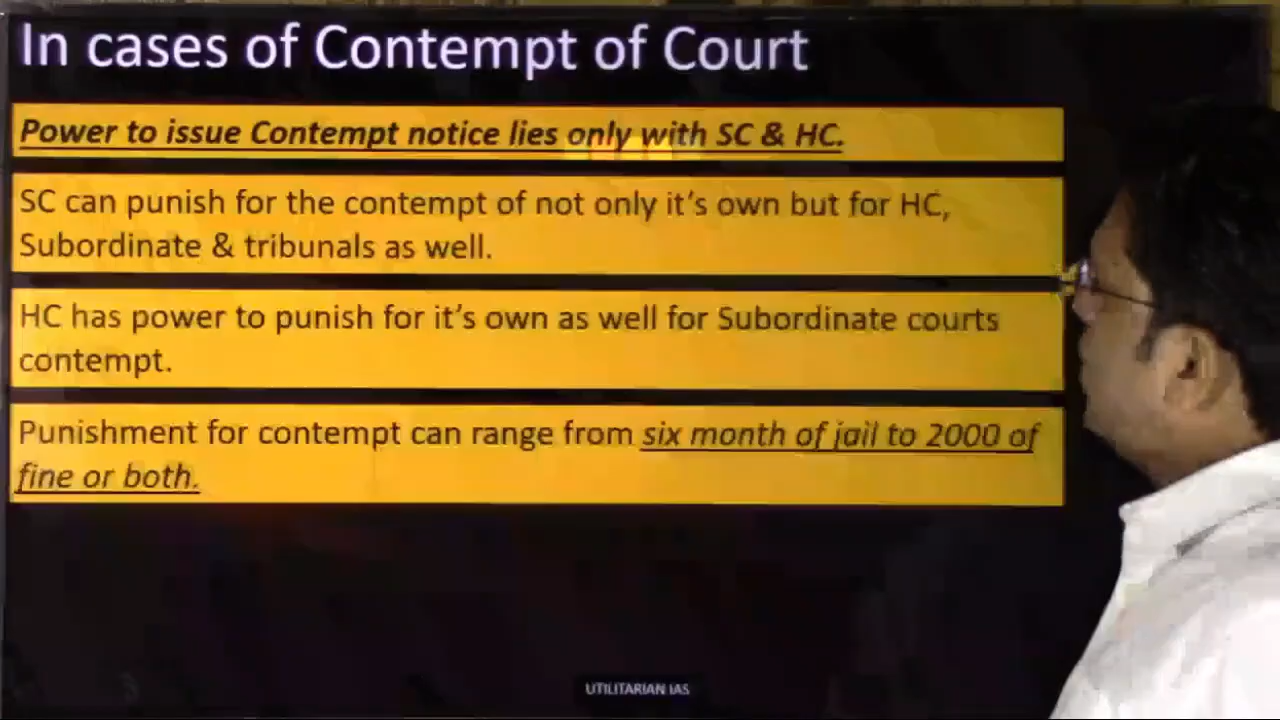 In cases of Contempt of Court
Power to issue Contempt notice lies only with SC & HC.
SC can punish for the contempt of not only it's own but for HC,
Subordinate & tribunals as well.
HC has power to punish for it's own as well for Subordinate courts
contempt.
Punishment for contempt can range from six month of jail to 2000 of
fine or both.
UTILITARIAN IAS